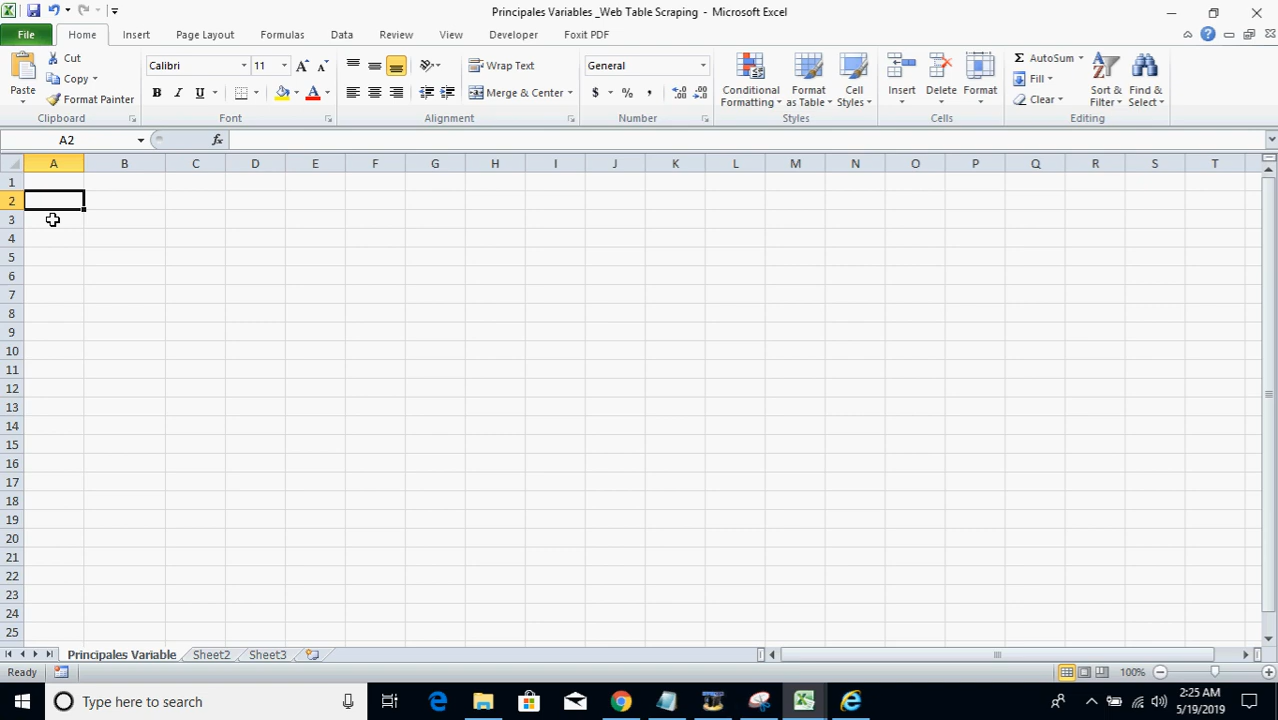 Principales Variables _Web Table Scraping - Microsoft Excel
File Home Insert Page Layout Formulas Data Review View Developer Foxit PDF
Paste
Cut
Copy
Format Painter
Clipboard
Calibri 11
B I U
Font
Wrap Text
Merge & Center
Alignment
General
$ % ,
Number
Conditional Formatting
Format as Table
Cell Styles
Styles
Insert Delete Format
Cells
Σ AutoSum
Fill
Clear
Sort & Filter
Find & Select
Editing
A2 fx
A B C D E F G H I J K L M N O P Q R S T
1
2
3
4
5
6
7
8
9
10
11
12
13
14
15
16
17
18
19
20
21
22
23
24
25
Principales Variable Sheet2 Sheet3
Ready 100%
Type here to search
2:25 AM
5/19/2019